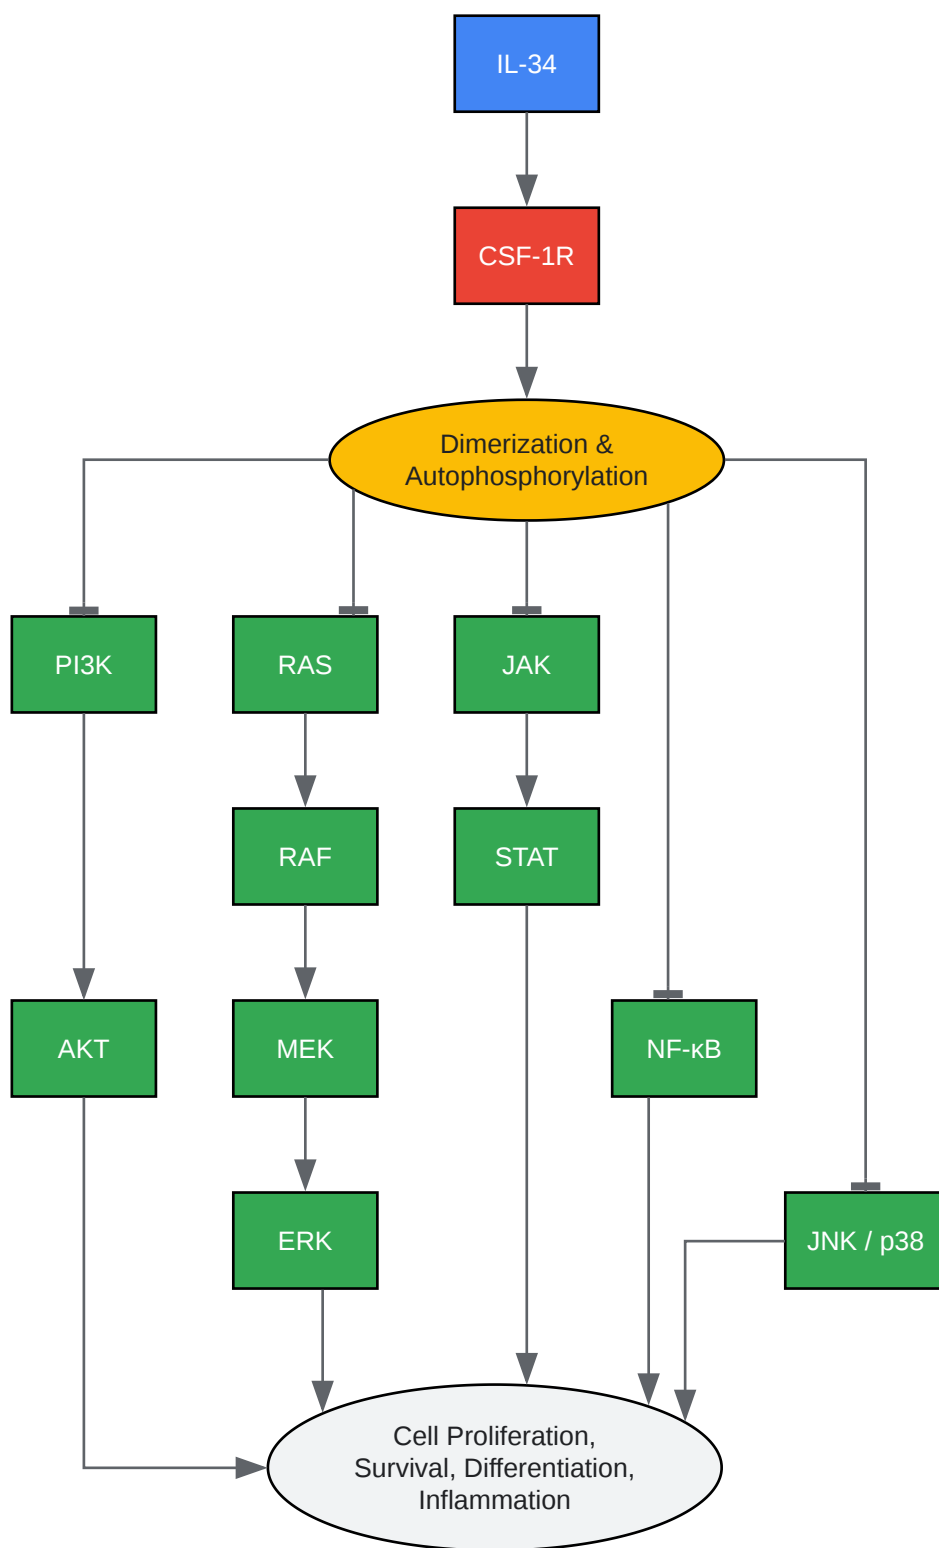 IL-34
CSF-1R
Dimerization &
Autophosphorylation
PI3K
RAS
JAK
RAF
STAT
AKT
MEK
NF-κB
ERK
JNK / p38
Cell Proliferation,
Survival, Differentiation,
Inflammation